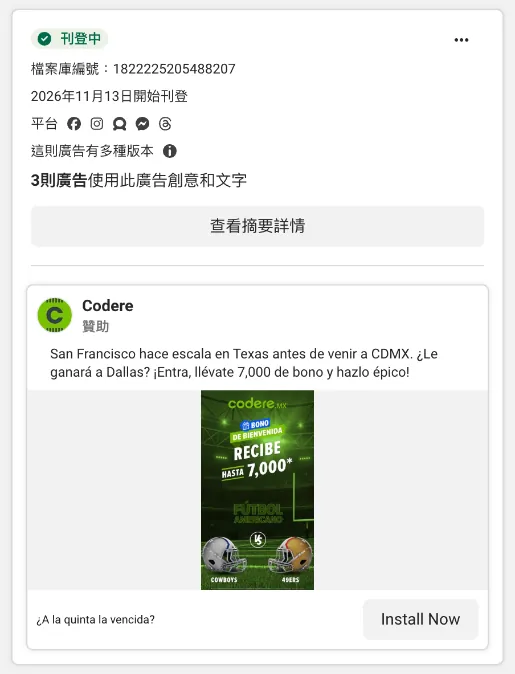 刊登中
檔案庫編號：1822225205488207
2026年11月13日開始刊登
平台
這則廣告有多種版本
3則廣告使用此廣告創意和文字
查看摘要詳情
C
Codere
贊助
San Francisco hace escala en Texas antes de venir a CDMX. ¿Le
ganará a Dallas? ¡Entra, llévate 7,000 de bono y hazlo épico!
codere.MX
BONO
DE BIENVENIDA
RECIBE
HASTA 7,000*
FÚTBOL
AMERICANO
VS
COWBOYS
49ERS
¿A la quinta la vencida?
Install Now